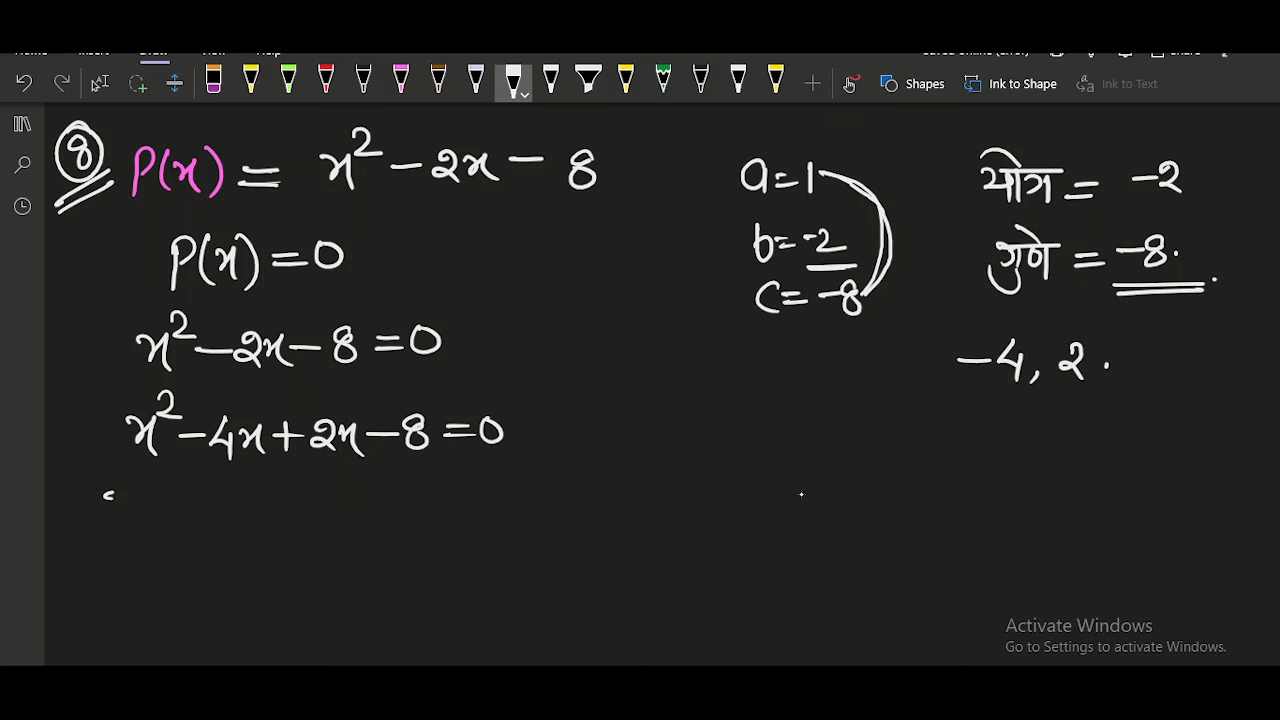 Shapes Ink to Shape Ink to Text
8 P(x) = x² - 2x - 8
P(x) = 0
x² - 2x - 8 = 0
x² - 4x + 2x - 8 = 0
a = 1
b = -2
c = -8
योत्र = -2
गुणे = -8.
-4, 2.
Activate Windows
Go to Settings to activate Windows.